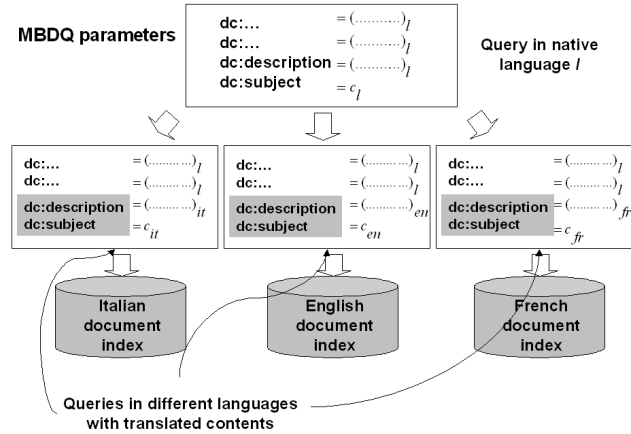 MBDQ parameters
dc:... = (...........)l
dc:... = (...........)l
dc:description = (...........)l
dc:subject = cl
Query in native
language l
dc:... = (...........)l
dc:... = (...........)l
dc:description = (...........)it
dc:subject = cit
dc:... = (...........)l
dc:... = (...........)l
dc:description = (...........)en
dc:subject = cen
dc:... = (...........)l
dc:... = (...........)l
dc:description = (...........)fr
dc:subject = cfr
Italian
document
index
English
document
index
French
document
index
Queries in different languages
with translated contents